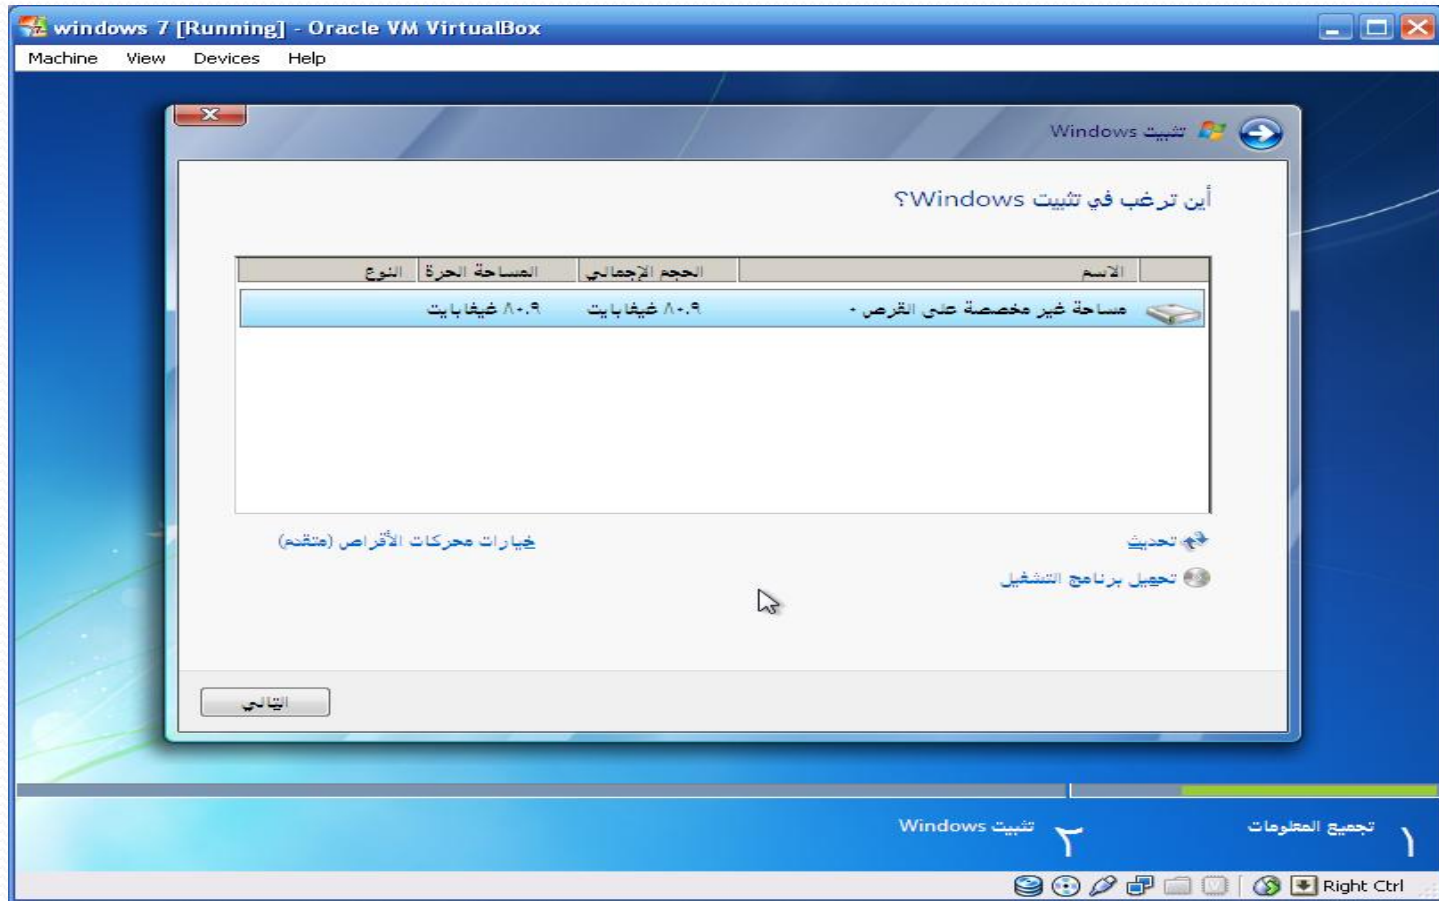 windows 7 [Running] - Oracle VM VirtualBox
Machine View Devices Help
تثبيت Windows
أين ترغب في تثبيت Windows؟
الاسم الحجم الإجمالي المساحة الحرة النوع
مساحة غير مخصصة على القرص ٠ ٨٠.٩ غيغابايت ٨٠.٩ غيغابايت
تحديث خيارات محركات الأقراص (متقدم)
تحميل برنامج التشغيل
التالي
١ تجميع المعلومات ٢ تثبيت Windows
Right Ctrl